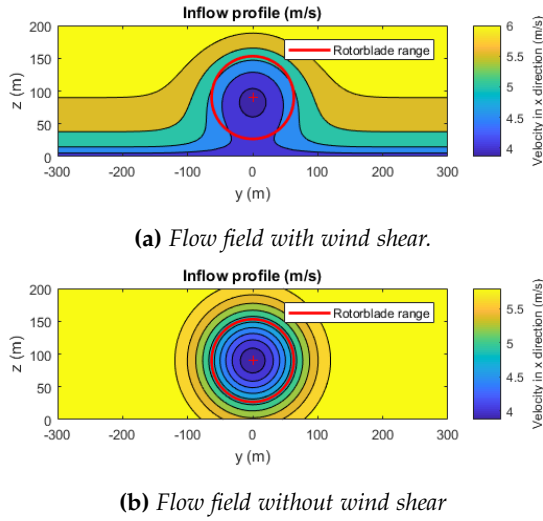 Inflow profile (m/s)
Rotorblade range
z (m)
200
150
100
50
0
-300 -200 -100 0 100 200 300
y (m)
6
5.5
5
4.5
4
Velocity in x direction (m/s)
(a) Flow field with wind shear.
Inflow profile (m/s)
Rotorblade range
z (m)
200
150
100
50
0
-300 -200 -100 0 100 200 300
y (m)
5.5
5
4.5
4
Velocity in x direction (m/s)
(b) Flow field without wind shear